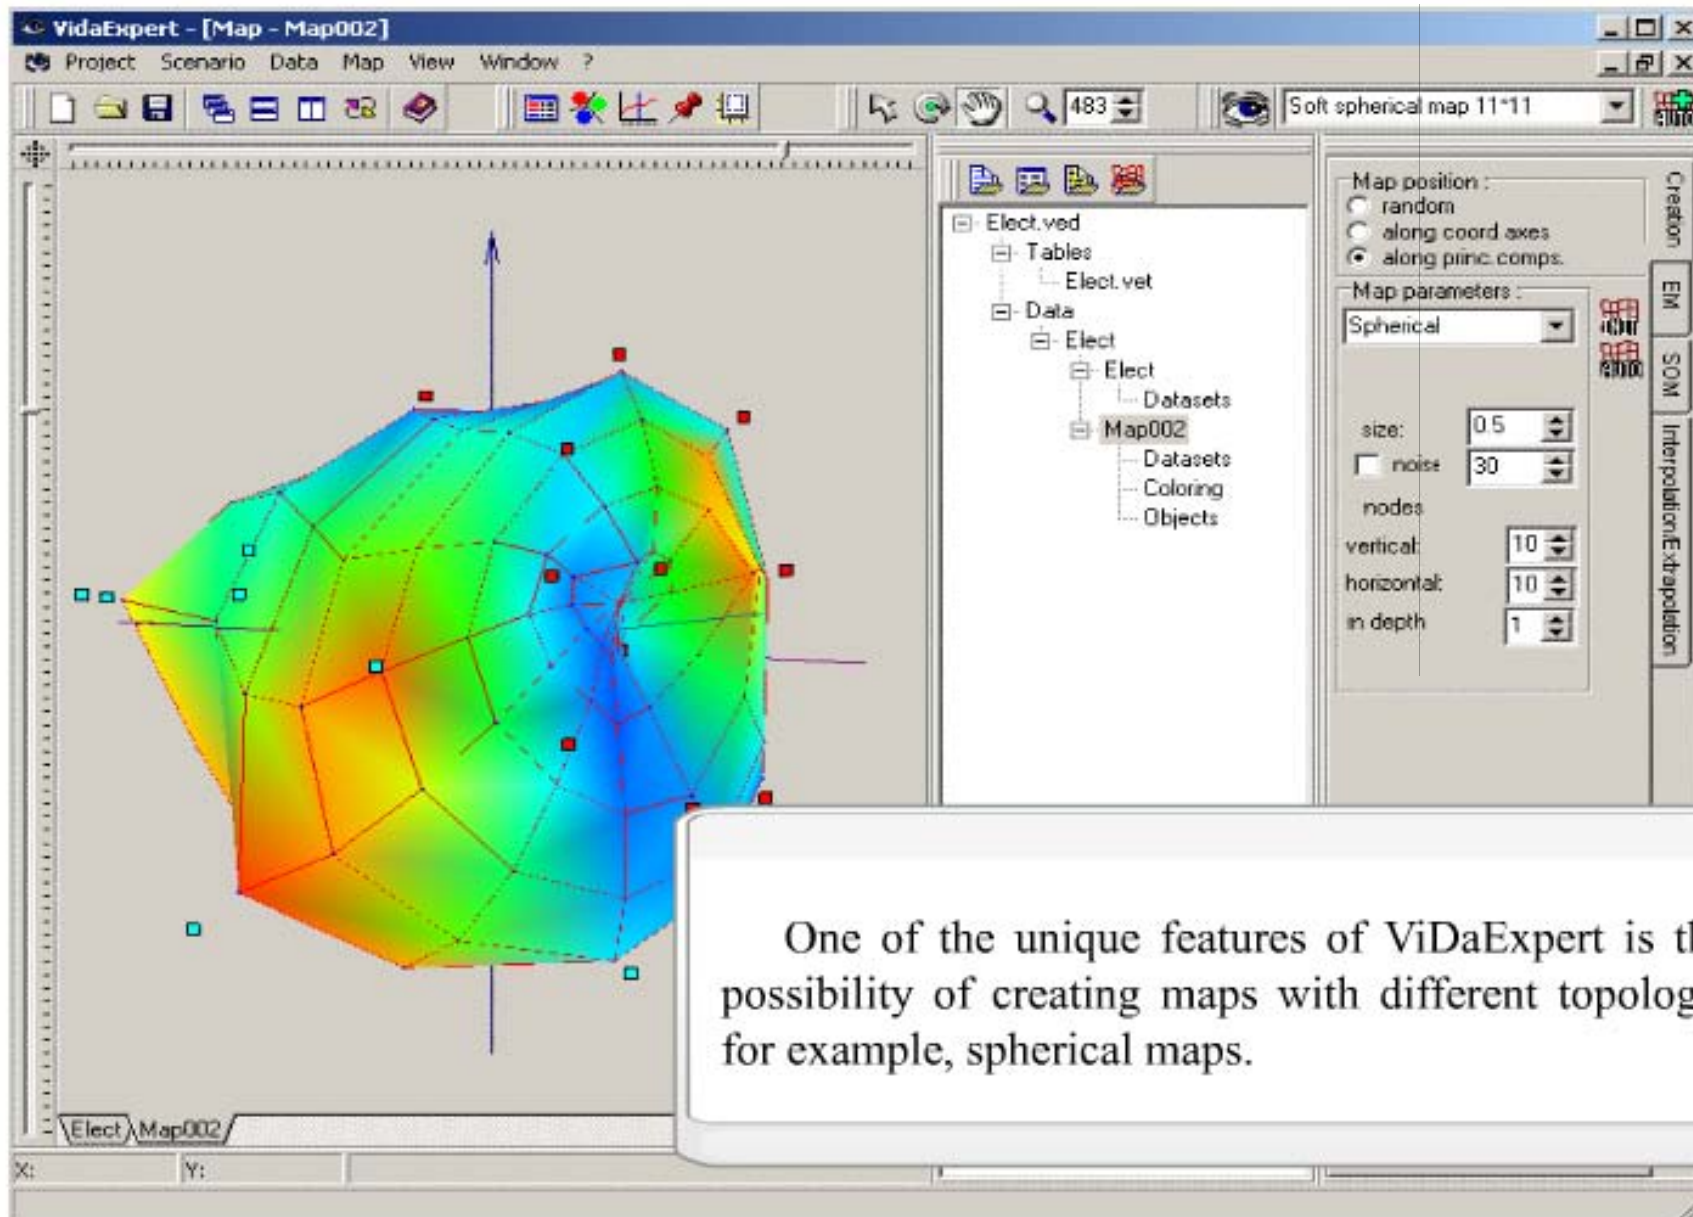 VidaExpert - [Map - Map002]
Project Scenario Data Map View Window ?
483
Soft spherical map 11*11
Elect.ved
Tables
Elect.vet
Data
Elect
Elect
Datasets
Map002
Datasets
Coloring
Objects
Map position :
random
along coord axes
along princ.comps.
Map parameters :
Spherical
size: 0.5
noise 30
nodes
vertical: 10
horizontal: 10
in depth 1
Creation
EM
SOM
Interpolation/Extrapolation
One of the unique features of ViDaExpert is th
possibility of creating maps with different topolog
for example, spherical maps.
Elect Map002
X: Y: